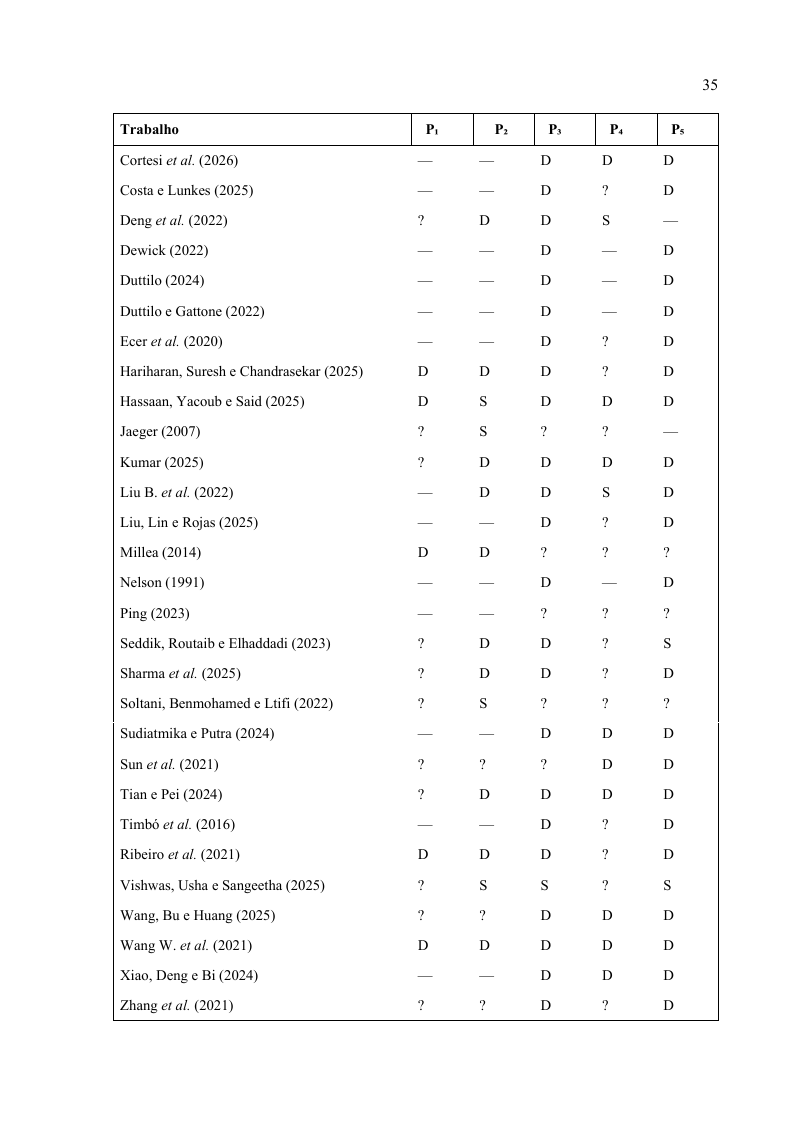 35
Trabalho P₁ P₂ P₃ P₄ P₅
Cortesi et al. (2026) — — D D D
Costa e Lunkes (2025) — — D ? D
Deng et al. (2022) ? D D S —
Dewick (2022) — — D — D
Duttilo (2024) — — D — D
Duttilo e Gattone (2022) — — D — D
Ecer et al. (2020) — — D ? D
Hariharan, Suresh e Chandrasekar (2025) D D D ? D
Hassaan, Yacoub e Said (2025) D S D D D
Jaeger (2007) ? S ? ? —
Kumar (2025) ? D D D D
Liu B. et al. (2022) — D D S D
Liu, Lin e Rojas (2025) — — D ? D
Millea (2014) D D ? ? ?
Nelson (1991) — — D — D
Ping (2023) — — ? ? ?
Seddik, Routaib e Elhaddadi (2023) ? D D ? S
Sharma et al. (2025) ? D D ? D
Soltani, Benmohamed e Ltifi (2022) ? S ? ? ?
Sudiatmika e Putra (2024) — — D D D
Sun et al. (2021) ? ? ? D D
Tian e Pei (2024) ? D D D D
Timbó et al. (2016) — — D ? D
Ribeiro et al. (2021) D D D ? D
Vishwas, Usha e Sangeetha (2025) ? S S ? S
Wang, Bu e Huang (2025) ? ? D D D
Wang W. et al. (2021) D D D D D
Xiao, Deng e Bi (2024) — — D D D
Zhang et al. (2021) ? ? D ? D